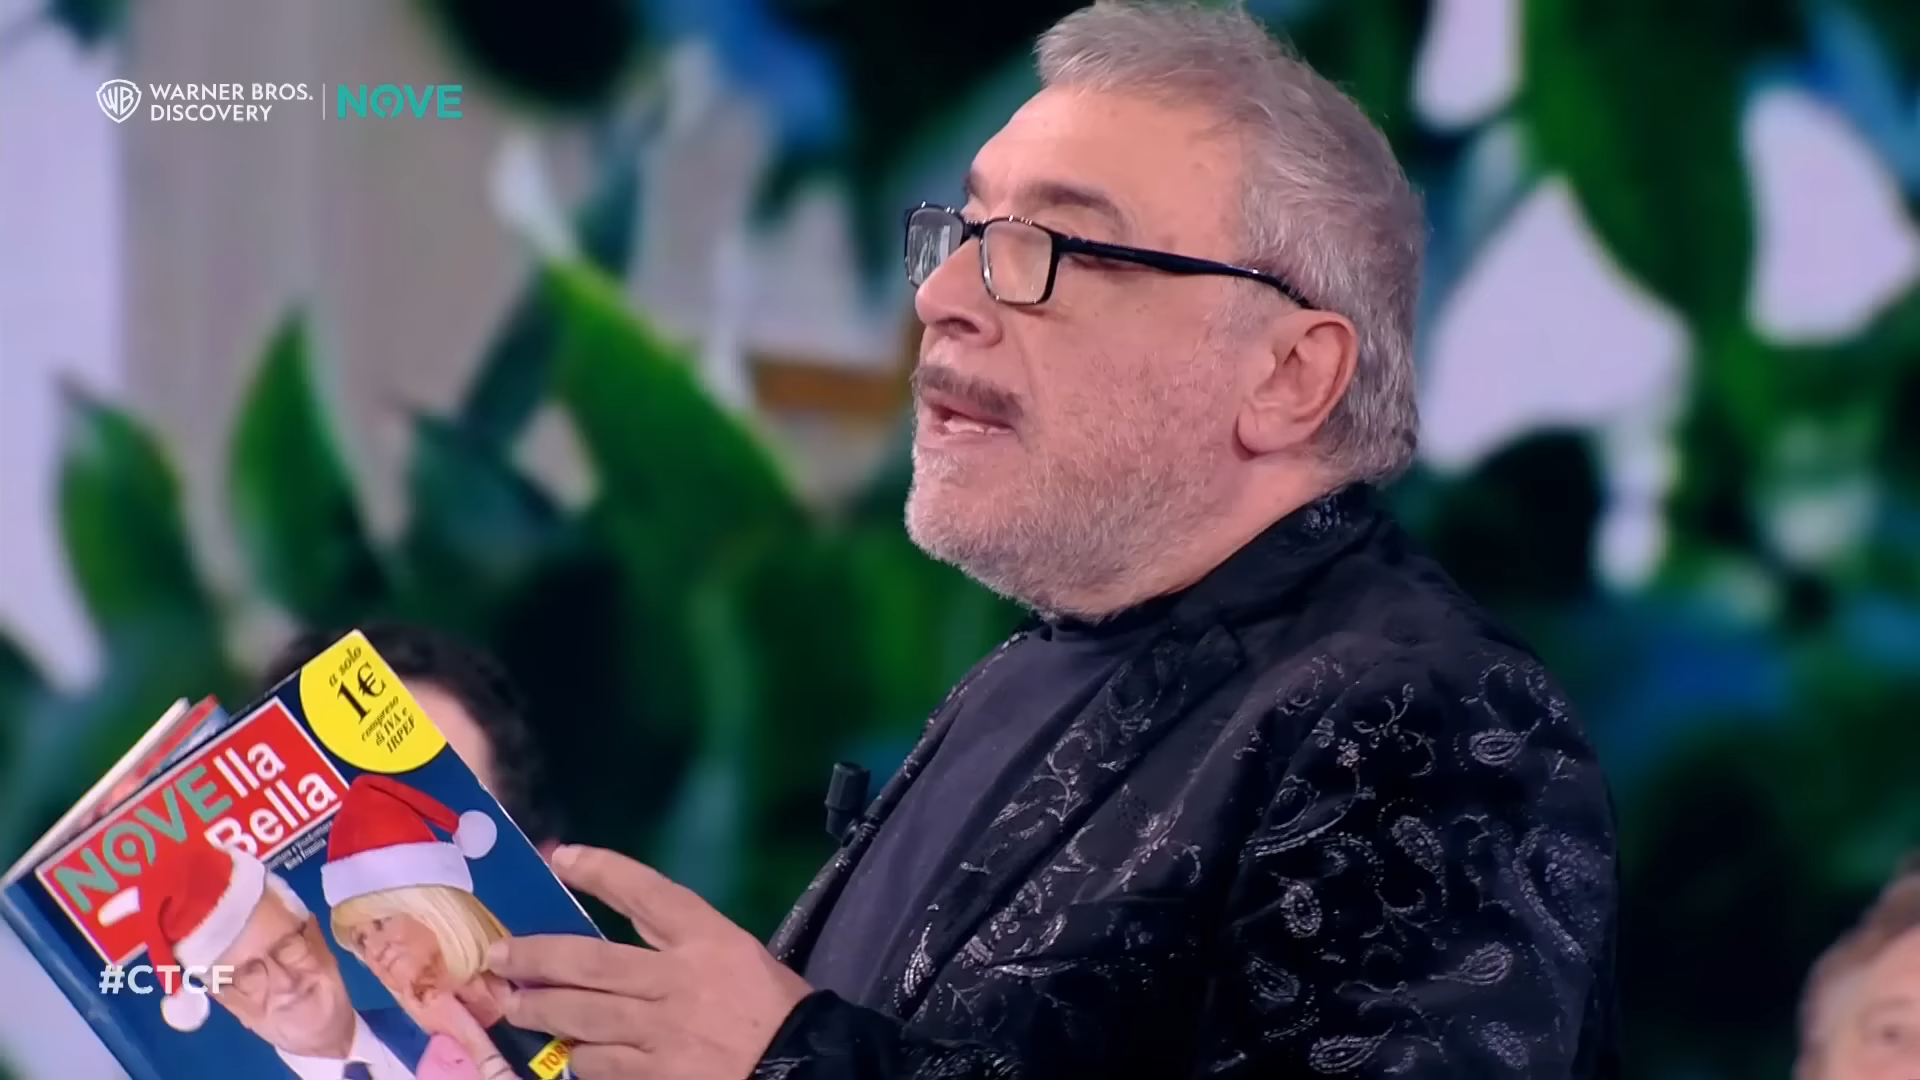 WARNER BROS.
DISCOVERY
NOVE
a solo
1€
compreso
di IVA e
IRPEF
NOVElla
Bella
#CTCF